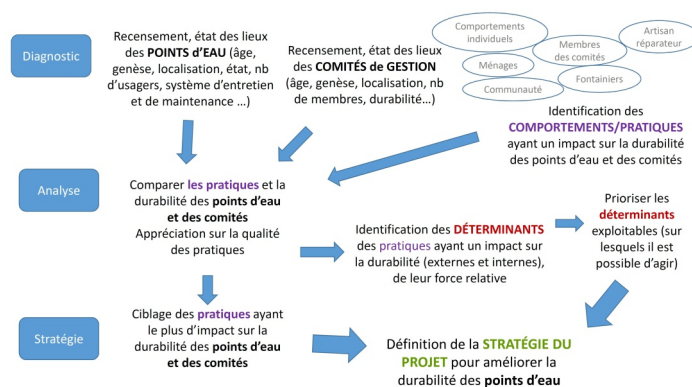 Diagnostic
Recensement, état des lieux
des POINTS d'EAU (âge,
genèse, localisation, état, nb
d'usagers, système d'entretien
et de maintenance …)
Recensement, état des lieux
des COMITÉS de GESTION
(âge, genèse, localisation, nb
de membres, durabilité…)
Comportements
individuels
Ménages
Communauté
Membres
des comités
Fontainiers
Artisan
réparateur
Identification des
COMPORTEMENTS/PRATIQUES
ayant un impact sur la durabilité
des points d'eau et des comités
Analyse
Comparer les pratiques et la
durabilité des points d'eau
et des comités
Appréciation sur la qualité
des pratiques
Identification des DÉTERMINANTS
des pratiques ayant un impact sur
la durabilité (externes et internes),
de leur force relative
Prioriser les
déterminants
exploitables (sur
lesquels il est
possible d'agir)
Stratégie
Ciblage des pratiques ayant
le plus d'impact sur la
durabilité des points d'eau
et des comités
Définition de la STRATÉGIE DU
PROJET pour améliorer la
durabilité des points d'eau